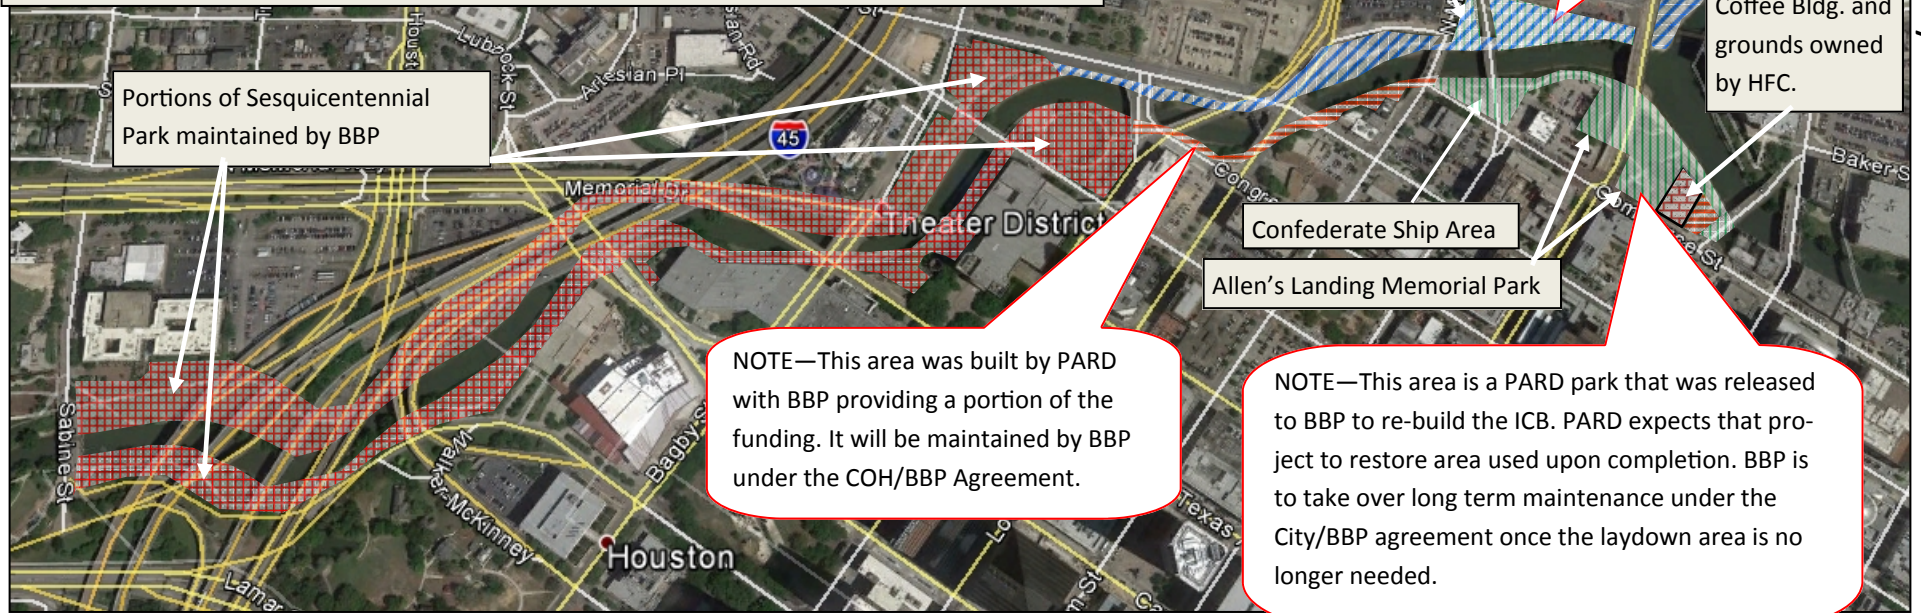 Coffee Bldg. and
grounds owned
by HFC.
Portions of Sesquicentennial
Park maintained by BBP
Lubbock St
Artesian Pl
45
Memorial
Theater District
Baker S
Confederate Ship Area
Allen’s Landing Memorial Park
NOTE—This area was built by PARD
with BBP providing a portion of the
funding. It will be maintained by BBP
under the COH/BBP Agreement.
NOTE—This area is a PARD park that was released
to BBP to re-build the ICB. PARD expects that pro-
ject to restore area used upon completion. BBP is
to take over long term maintenance under the
City/BBP agreement once the laydown area is no
longer needed.
Sabine St
Walker
McKinney
Bagby
Texas
Houston
Lamar